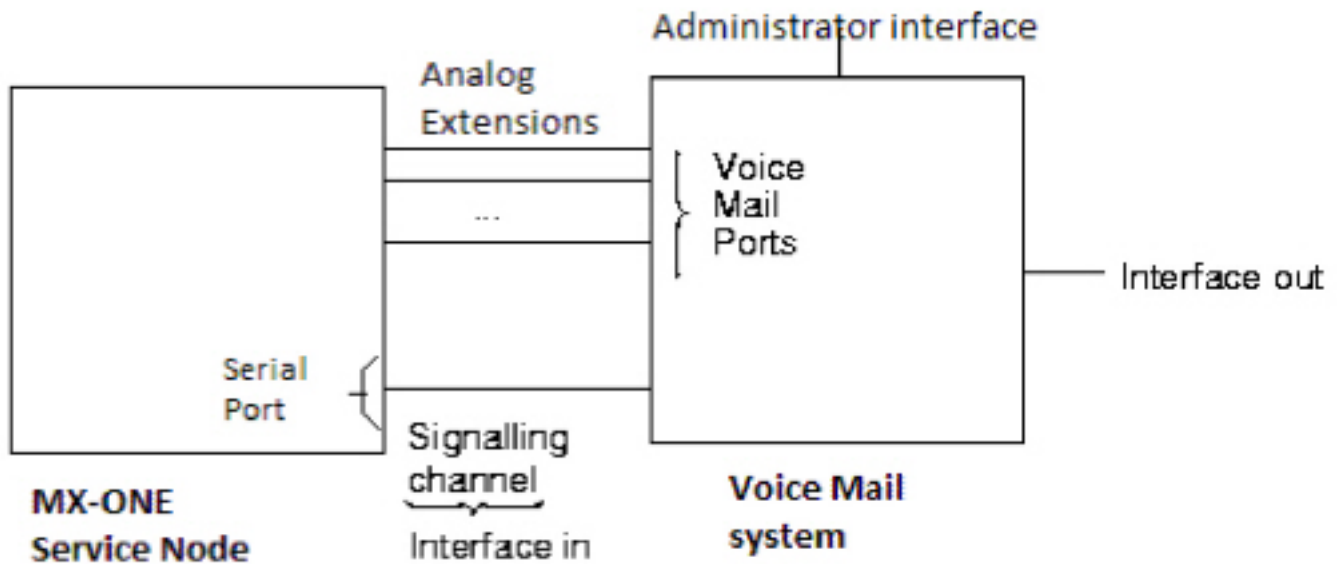 Administrator interface
Analog
Extensions
Voice
Mail
Ports
...
Interface out
Serial
Port
Signalling
channel
Interface in
MX-ONE
Service Node
Voice Mail
system